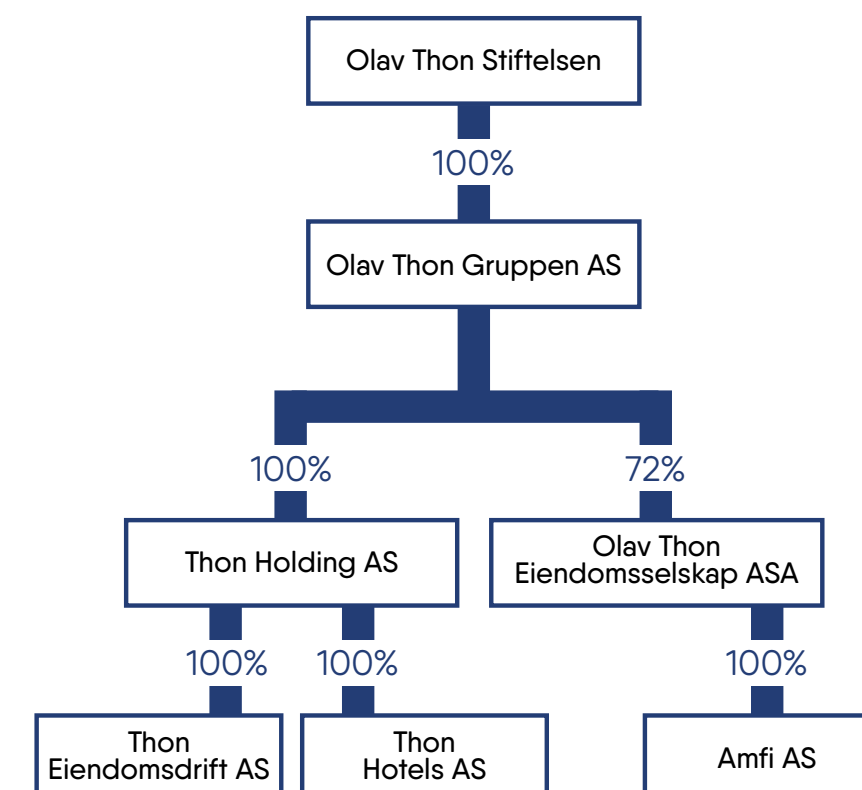 Olav Thon Stiftelsen
100%
Olav Thon Gruppen AS
100%
72%
Thon Holding AS
Olav Thon
Eiendomsselskap ASA
100%
100%
100%
Thon
Eiendomsdrift AS
Thon
Hotels AS
Amfi AS